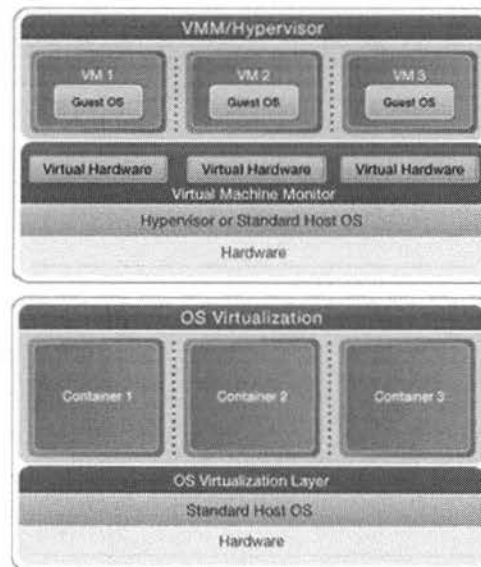 VMM/Hypervisor
VM 1
VM 2
VM 3
Guest OS
Guest OS
Guest OS
Virtual Hardware
Virtual Hardware
Virtual Hardware
Virtual Machine Monitor
Hypervisor or Standard Host OS
Hardware
OS Virtualization
Container 1
Container 2
Container 3
OS Virtualization Layer
Standard Host OS
Hardware